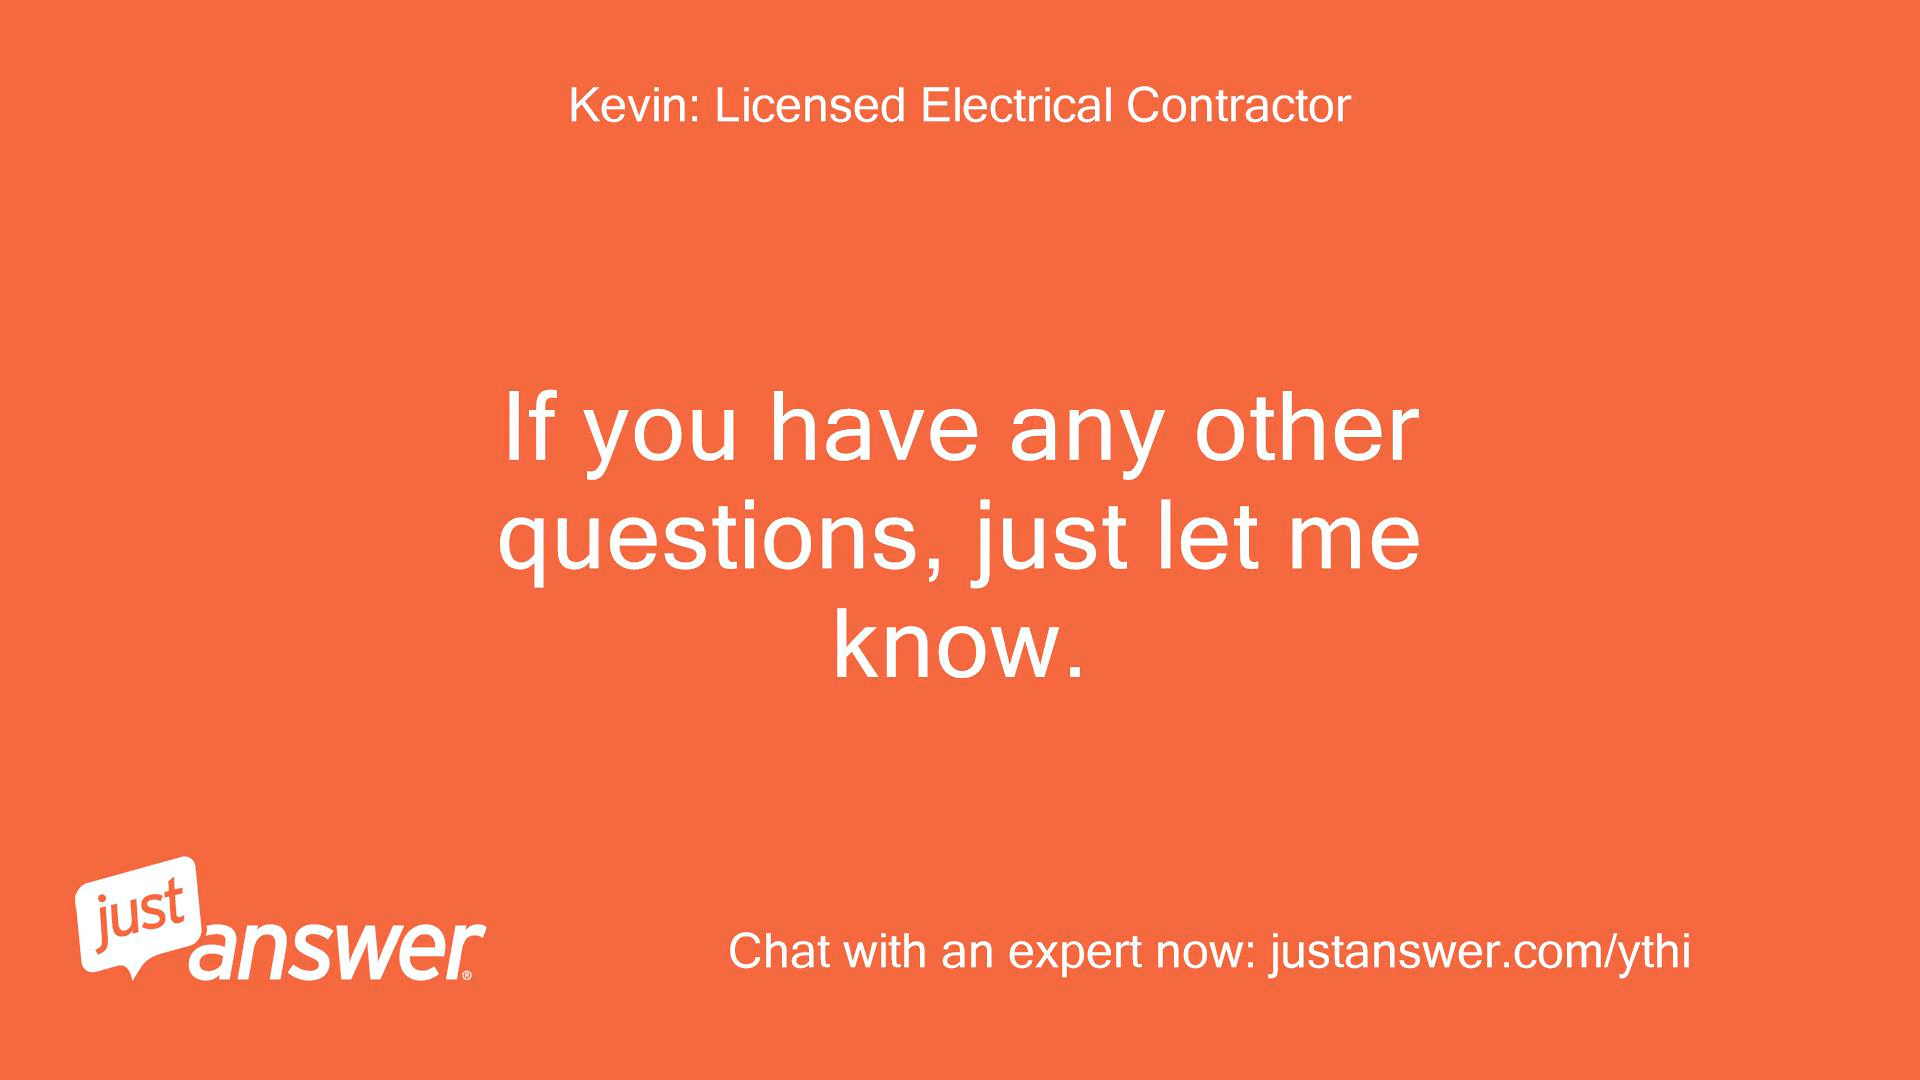 Kevin: Licensed Electrical Contractor
If you have any other
questions, just let me
know.
just
answer®
Chat with an expert now: justanswer.com/ythi